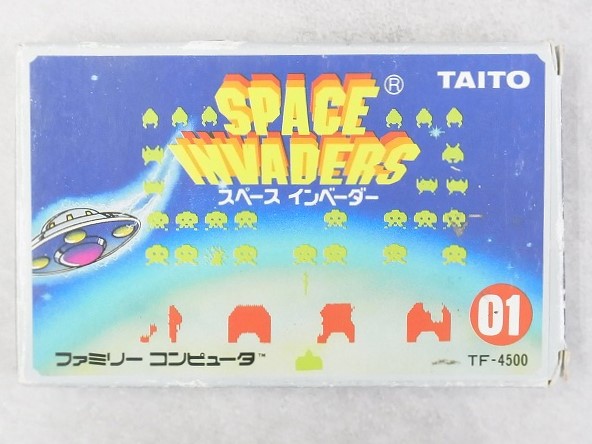 TAITO
SPACE ®
INVADERS
スペース インベーダー
01
ファミリー コンピュータ™
TF-4500